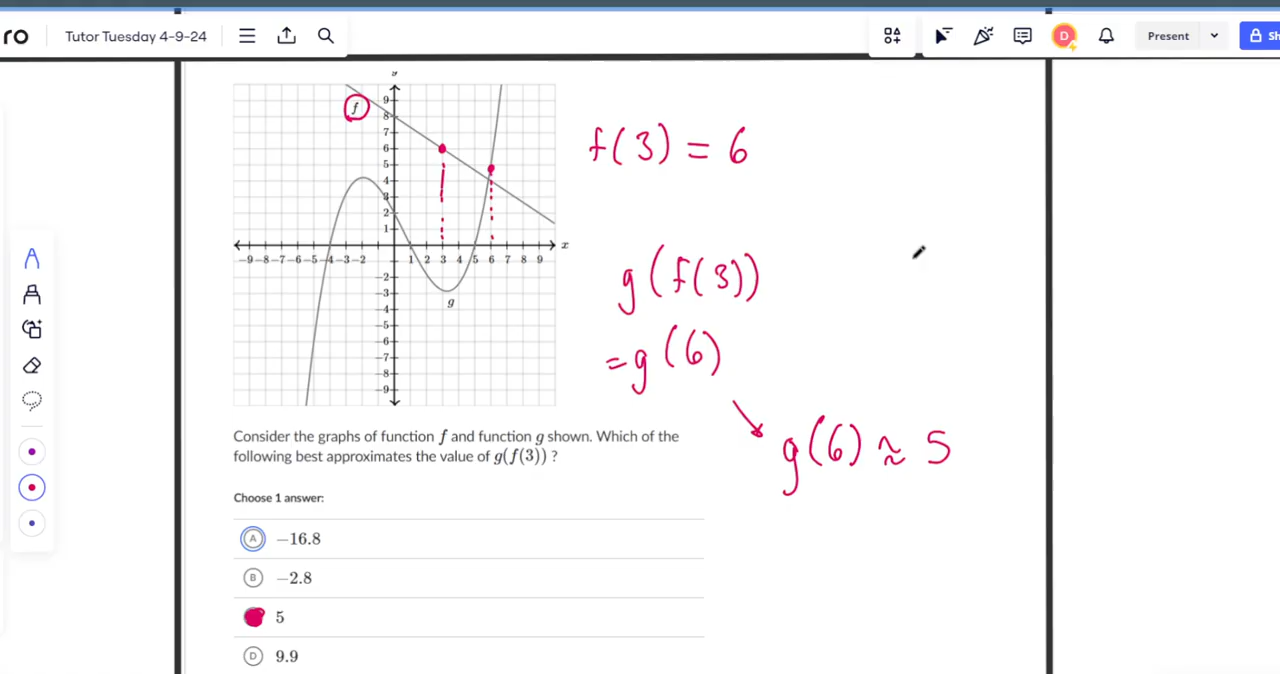 ro
Tutor Tuesday 4-9-24
D
Present
Sh
y
f
9
8
7
6
5
4
3
2
1
-9 -8 -7 -6 -5 -4 -3 -2
1 2 3 4 5 6 7 8 9
x
-2
-3
-4
-5
-6
-7
-8
-9
g
f(3) = 6
g(f(3))
=g(6)
g(6) ≈ 5
Consider the graphs of function f and function g shown. Which of the
following best approximates the value of g(f(3)) ?
Choose 1 answer:
A −16.8
B −2.8
5
D 9.9